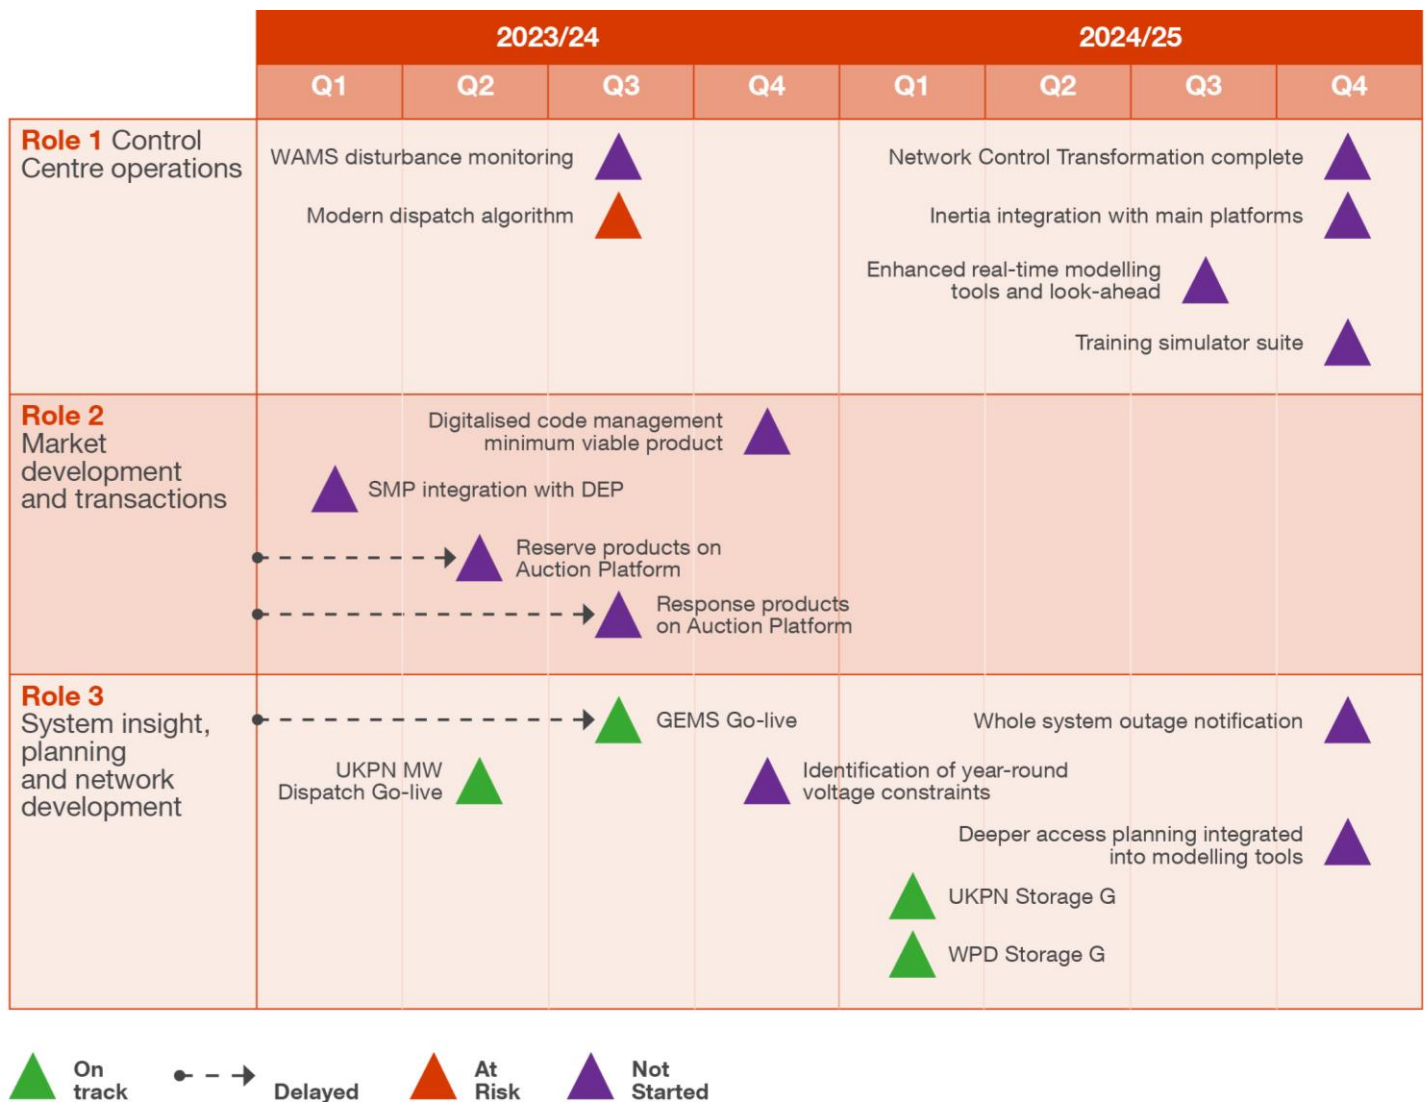 2023/24
2024/25
Q1
Q2
Q3
Q4
Q1
Q2
Q3
Q4
Role 1 Control
Centre operations
WAMS disturbance monitoring
Modern dispatch algorithm
Network Control Transformation complete
Inertia integration with main platforms
Enhanced real-time modelling
tools and look-ahead
Training simulator suite
Role 2
Market
development
and transactions
Digitalised code management
minimum viable product
SMP integration with DEP
Reserve products on
Auction Platform
Response products
on Auction Platform
Role 3
System insight,
planning
and network
development
GEMS Go-live
UKPN MW
Dispatch Go-live
Identification of year-round
voltage constraints
Whole system outage notification
Deeper access planning integrated
into modelling tools
UKPN Storage G
WPD Storage G
On
track
Delayed
At
Risk
Not
Started